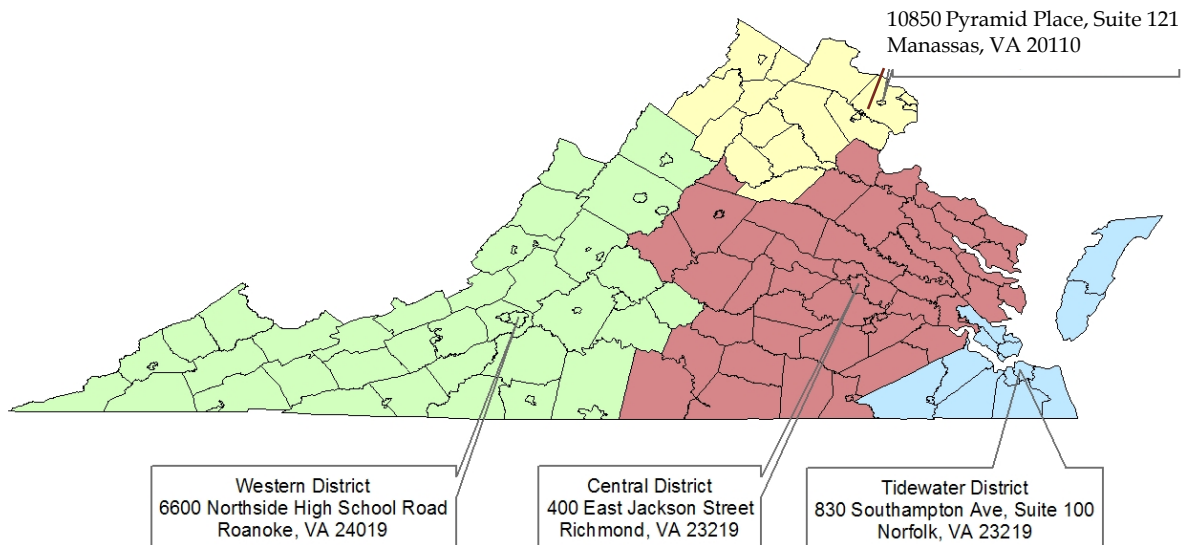 10850 Pyramid Place, Suite 121
Manassas, VA 20110
Western District
6600 Northside High School Road
Roanoke, VA 24019
Central District
400 East Jackson Street
Richmond, VA 23219
Tidewater District
830 Southampton Ave, Suite 100
Norfolk, VA 23219